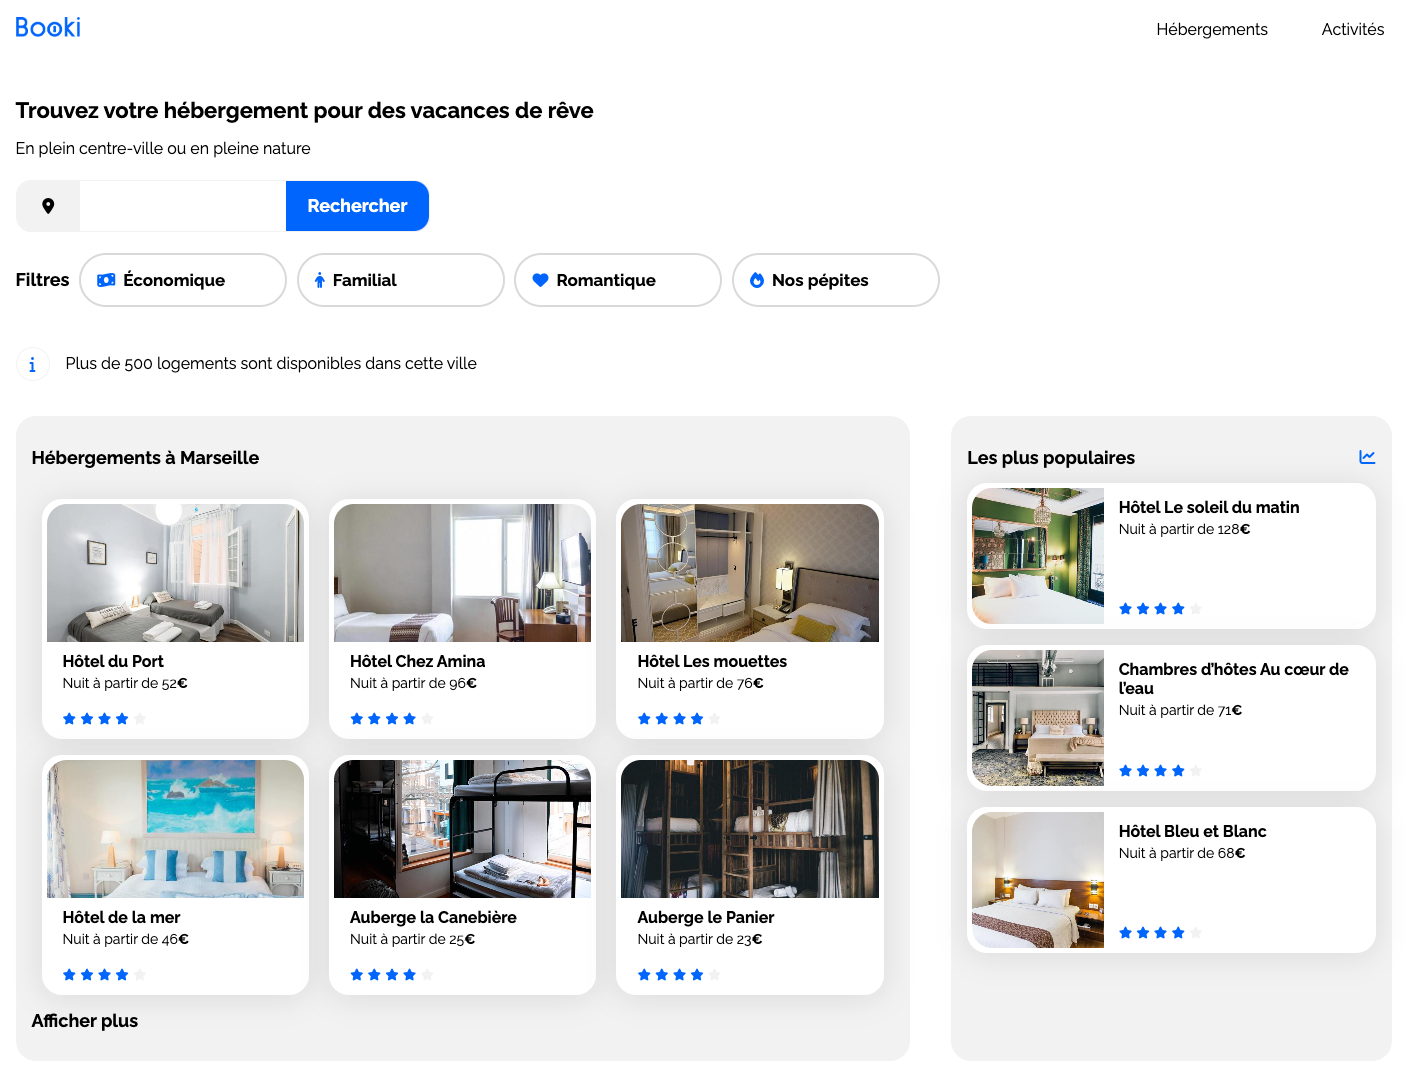 Booki
Hébergements
Activités
Trouvez votre hébergement pour des vacances de rêve
En plein centre-ville ou en pleine nature
Rechercher
Filtres
Économique
Familial
Romantique
Nos pépites
Plus de 500 logements sont disponibles dans cette ville
Hébergements à Marseille
Hôtel du Port
Nuit à partir de 52€
Hôtel Chez Amina
Nuit à partir de 96€
Hôtel Les mouettes
Nuit à partir de 76€
Hôtel de la mer
Nuit à partir de 46€
Auberge la Canebière
Nuit à partir de 25€
Auberge le Panier
Nuit à partir de 23€
Afficher plus
Les plus populaires
Hôtel Le soleil du matin
Nuit à partir de 128€
Chambres d'hôtes Au cœur de
l'eau
Nuit à partir de 71€
Hôtel Bleu et Blanc
Nuit à partir de 68€